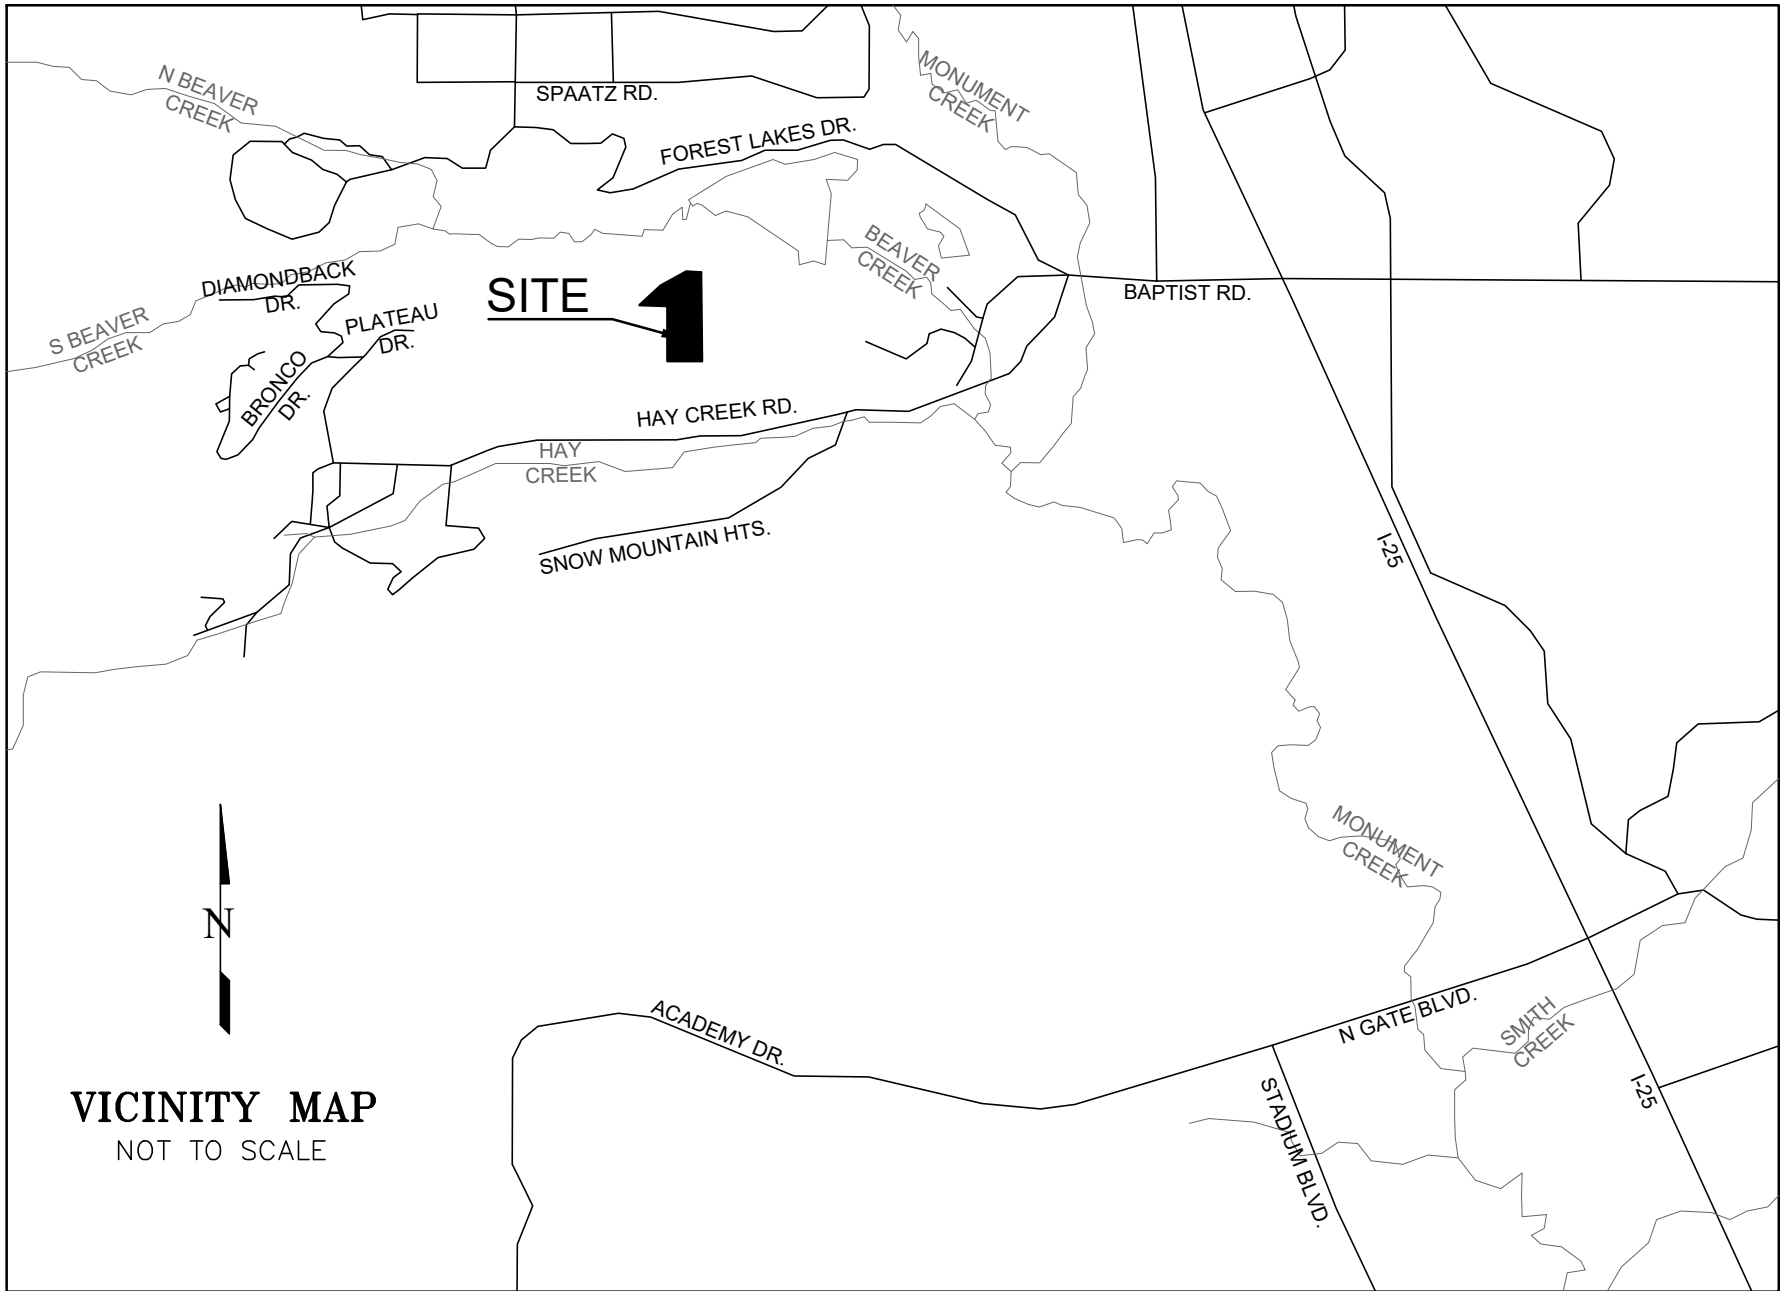 N BEAVER
CREEK
SPAATZ RD.
MONUMENT
CREEK
FOREST LAKES DR.
BEAVER
CREEK
DIAMONDBACK
DR.
SITE
BAPTIST RD.
S BEAVER
CREEK
PLATEAU
DR.
BRONCO
DR.
HAY CREEK RD.
HAY
CREEK
SNOW MOUNTAIN HTS.
I-25
MONUMENT
CREEK
N
ACADEMY DR.
N GATE BLVD.
SMITH
CREEK
STADIUM BLVD.
I-25
VICINITY MAP
NOT TO SCALE